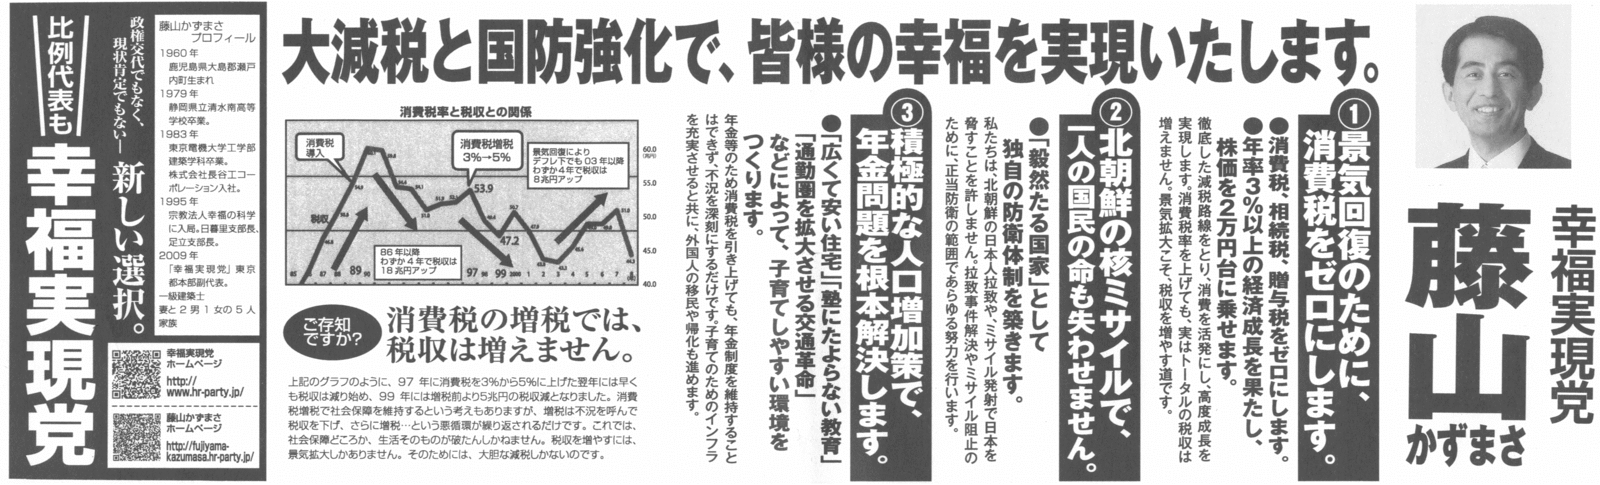 大減税と国防強化で、皆様の幸福を実現いたします。
幸福実現党
藤山
かずまさ
①景気回復のために、
消費税をゼロにします。
●消費税、相続税、贈与税をゼロにします。
●年率3%以上の経済成長を果たし、
株価を2万円台に乗せます。
徹底した減税路線をとり、消費を活発にし、高度成長を
実現します。消費税率を上げても、実はトータルの税収は
増えません。景気拡大こそ、税収を増やす道です。
②北朝鮮の核ミサイルで、
一人の国民の命も失わせません。
●「毅然たる国家」として
独自の防衛体制を築きます。
私たちは、北朝鮮の日本人拉致や、ミサイル発射で日本を
脅すことを許しません。拉致事件解決やミサイル阻止の
ために、正当防衛の範囲であらゆる努力を行います。
③積極的な人口増加策で、
年金問題を根本解決します。
●「広くて安い住宅」「塾にたよらない教育」
「通勤圏を拡大させる交通革命」
などによって、子育てしやすい環境を
つくります。
年金等のため消費税を引き上げても、年金制度を維持すること
はできず、不況を深刻にするだけです。子育てのためのインフラ
を充実させると共に、外国人の移民や帰化も進めます。
消費税率と税収との関係
消費税
導入
消費税増税
3%→5%
景気回復により
デフレ下でも03年以降
わずか4年で税収は
8兆円アップ
86年以降
わずか4年で税収は
18兆円アップ
税収
54.9
60.0
53.9
47.2
51.0
60.0
55.0
50.0
45.0
40.0
85 86 87 88 89 90 97 98 99 2000 1 2 3 4 5 6 7 8
ご存知
ですか?
消費税の増税では、
税収は増えません。
上記のグラフのように、97年に消費税を3%から5%に上げた翌年には早く
も税収は減り始め、99年には増税前より5兆円の税収減となりました。消費
税増税で社会保障を維持するという考えもありますが、増税は不況を呼んで
税収を下げ、さらに増税…という悪循環が繰り返されるだけです。これでは、
社会保障どころか、生活そのものが破たんしかねません。税収を増やすには、
景気拡大しかありません。そのためには、大胆な減税しかないのです。
藤山かずまさ
プロフィール
1960年
鹿児島県大島郡瀬戸
内町生まれ
1979年
静岡県立清水南高等
学校卒業。
1983年
東京電機大学工学部
建築学科卒業。
株式会社長谷工コー
ポレーション入社。
1995年
宗教法人幸福の科学
に入局。日暮里支部長、
足立支部長。
2009年
「幸福実現党」東京
都本部副代表。
一級建築士
妻と2男1女の5人
家族
政権交代でもなく、
現状肯定でもない―
新しい選択。
比例代表も
幸福実現党
幸福実現党
ホームページ
http://
www.hr-party.jp/
藤山かずまさ
ホームページ
http://fujiyama-
kazumasa.hr-party.jp/